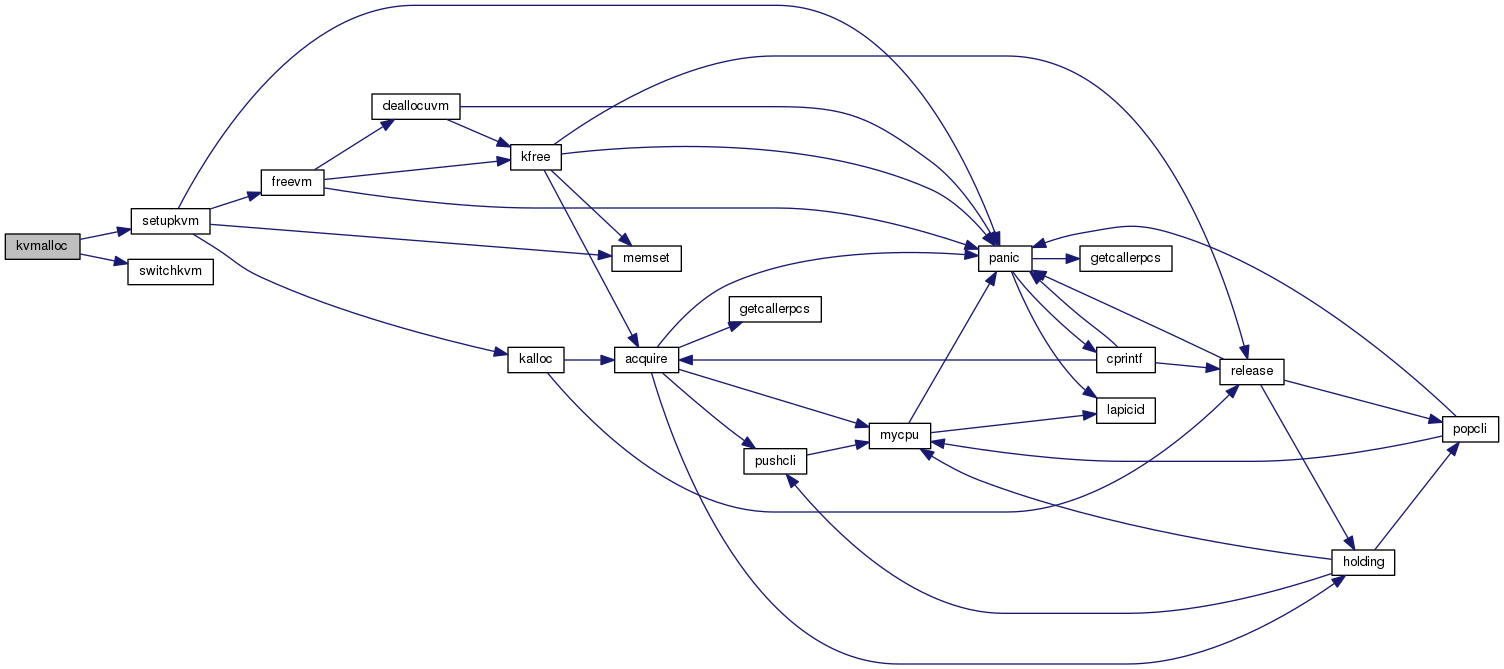 deallocuvm
kfree
freevm
setupkvm
kvmalloc
switchkvm
memset
panic
getcallerpcs
getcallerpcs
kalloc
acquire
cprintf
release
lapicid
mycpu
popcli
pushcli
holding